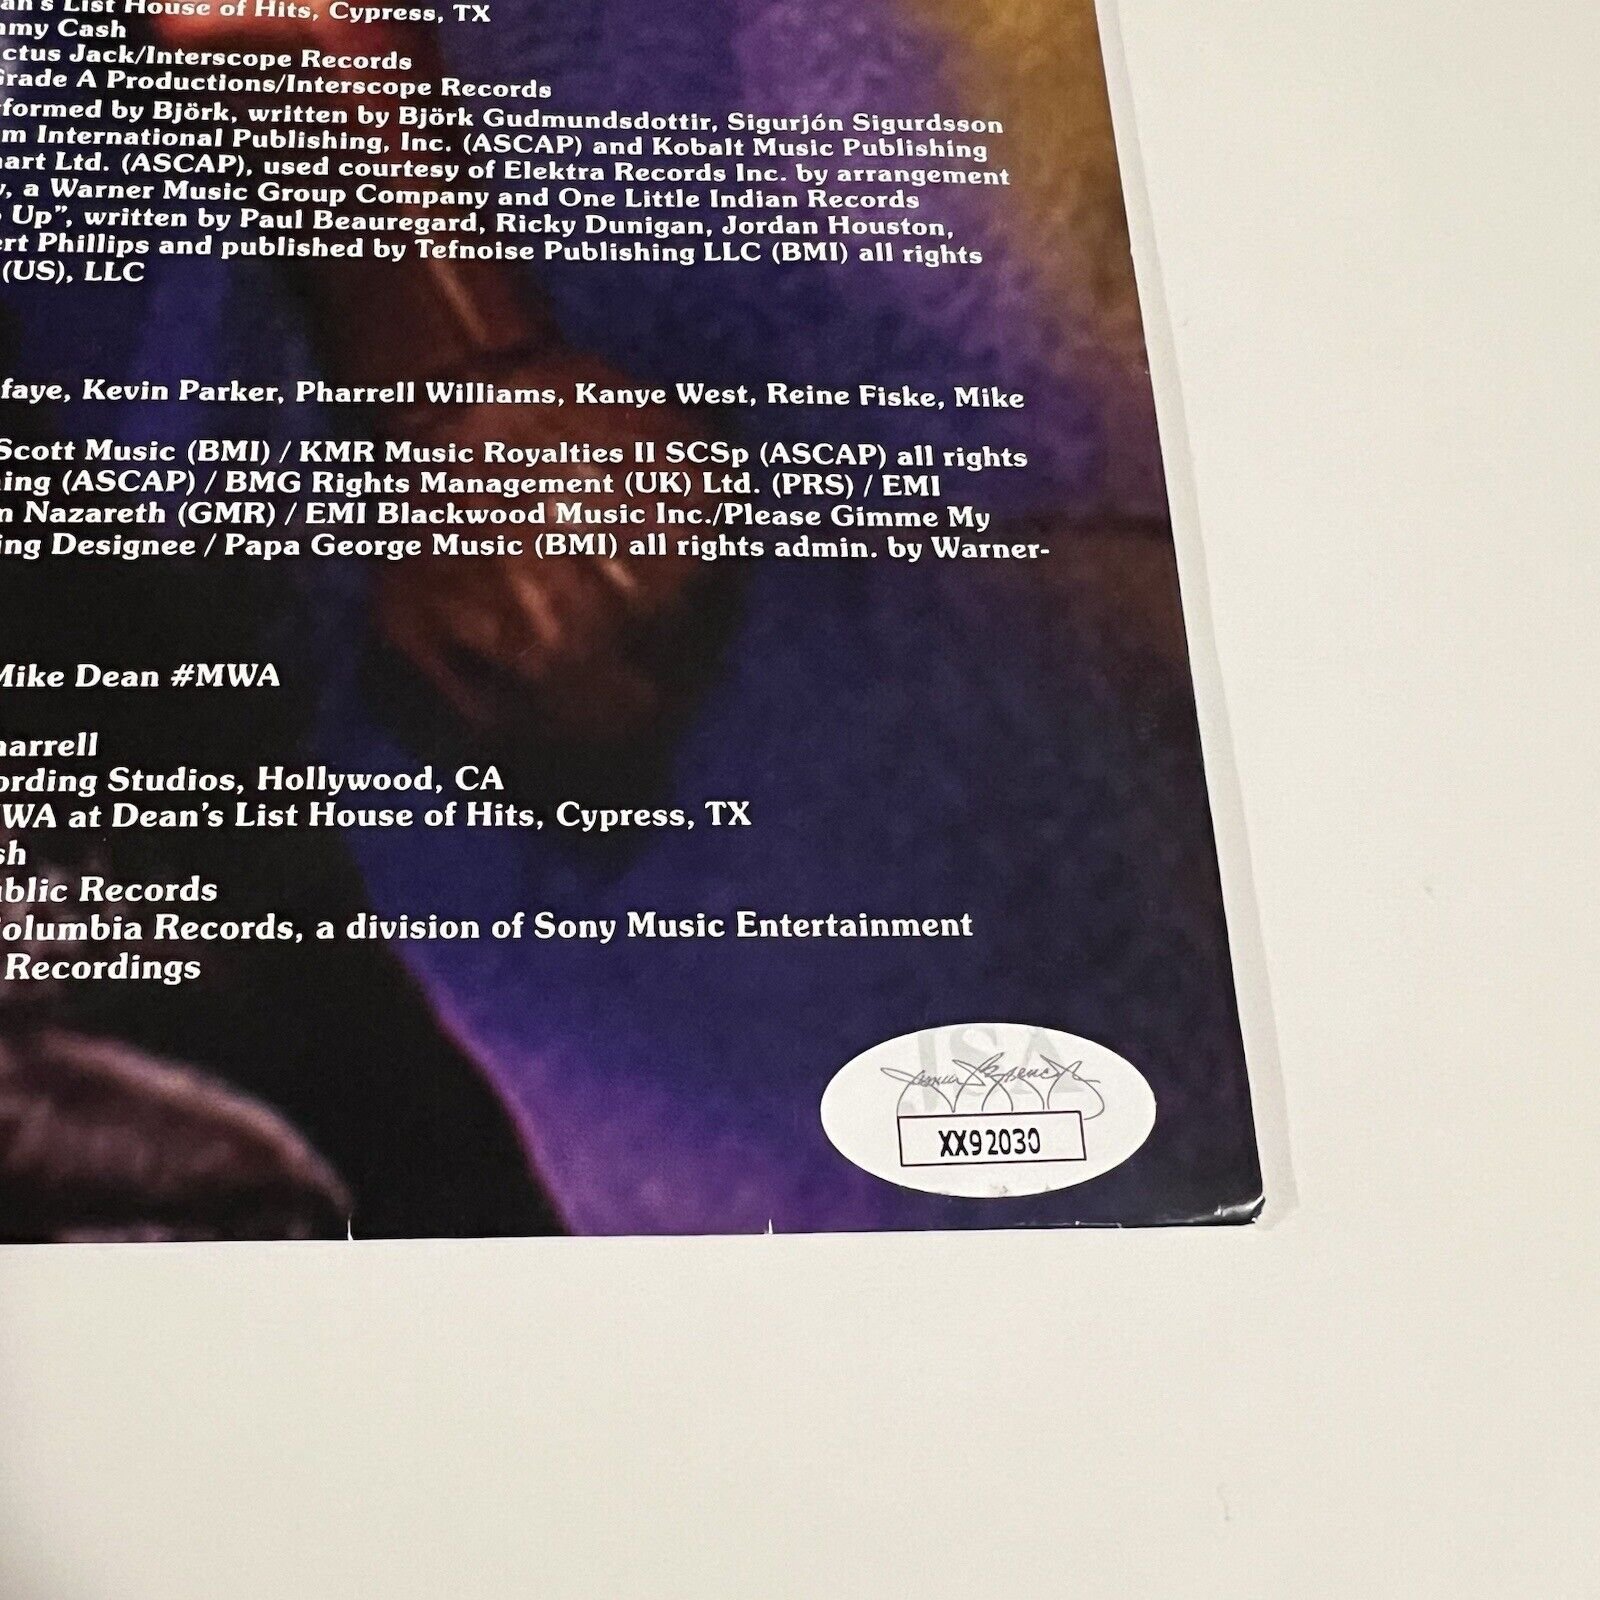 List House of Hits, Cypress, TX
Cash
Jack/Interscope Records
Grade A Productions/Interscope Records
by Björk, written by Björk Gudmundsdottir, Sigurjón Sigurdsson
International Publishing, Inc. (ASCAP) and Kobalt Music Publishing
Ltd. (ASCAP), used courtesy of Elektra Records Inc. by arrangement
a Warner Music Group Company and One Little Indian Records
Up”, written by Paul Beauregard, Ricky Dunigan, Jordan Houston,
Phillips and published by Tefnoise Publishing LLC (BMI) all rights
(US), LLC
faye, Kevin Parker, Pharrell Williams, Kanye West, Reine Fiske, Mike
Scott Music (BMI) / KMR Music Royalties II SCSp (ASCAP) all rights
ing (ASCAP) / BMG Rights Management (UK) Ltd. (PRS) / EMI
Nazareth (GMR) / EMI Blackwood Music Inc./Please Gimme My
ing Designee / Papa George Music (BMI) all rights admin. by Warner-
Mike Dean #MWA
harrell
ording Studios, Hollywood, CA
WA at Dean’s List House of Hits, Cypress, TX
sh
ublic Records
Columbia Records, a division of Sony Music Entertainment
Recordings
JSA
XX92030